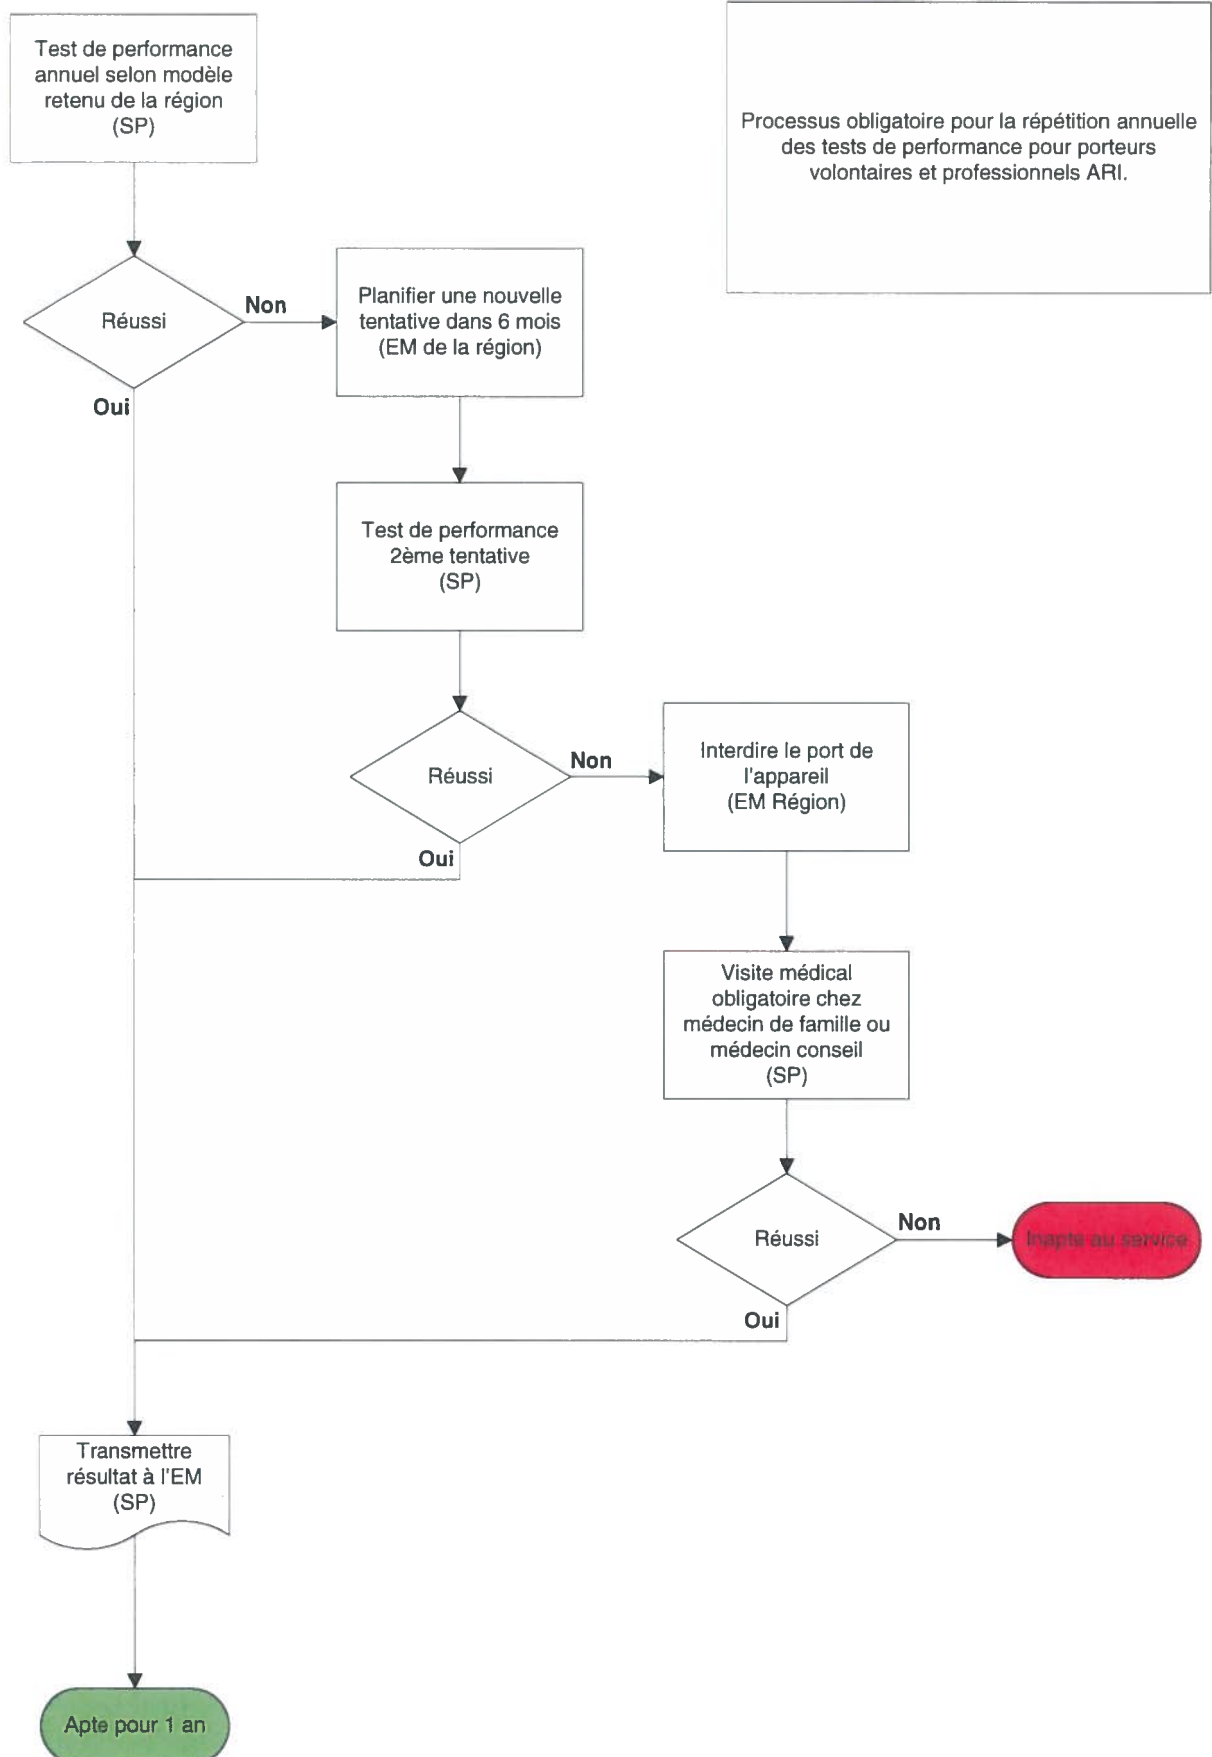 Test de performance
annuel selon modèle
retenu de la région
(SP)
Processus obligatoire pour la répétition annuelle
des tests de performance pour porteurs
volontaires et professionnels ARI.
Réussi
Non
Oui
Planifier une nouvelle
tentative dans 6 mois
(EM de la région)
Test de performance
2ème tentative
(SP)
Réussi
Non
Oui
Interdire le port de
l'appareil
(EM Région)
Visite médical
obligatoire chez
médecin de famille ou
médecin conseil
(SP)
Réussi
Non
Oui
Inapte au service
Transmettre
résultat à l'EM
(SP)
Apte pour 1 an